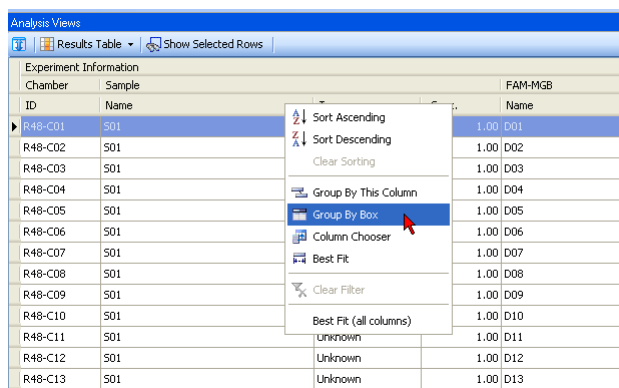 Analysis Views
Results Table Show Selected Rows
Experiment Information
Chamber Sample FAM-MGB
ID Name Name
R48-C01 S01 1.00 D01
R48-C02 S01 1.00 D02
R48-C03 S01 1.00 D03
R48-C04 S01 1.00 D04
R48-C05 S01 1.00 D05
R48-C06 S01 1.00 D06
R48-C07 S01 1.00 D07
R48-C08 S01 1.00 D08
R48-C09 S01 1.00 D09
R48-C10 S01 1.00 D10
R48-C11 S01 Unknown 1.00 D11
R48-C12 S01 Unknown 1.00 D12
R48-C13 S01 Unknown 1.00 D13
Sort Ascending
Sort Descending
Clear Sorting
Group By This Column
Group By Box
Column Chooser
Best Fit
Clear Filter
Best Fit (all columns)